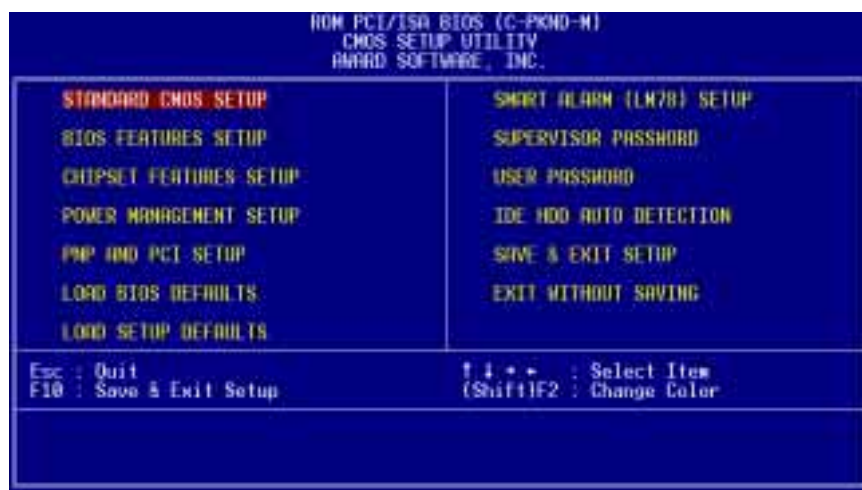 ROM PCI/ISA BIOS (C-PKND-M)
CMOS SETUP UTILITY
AWARD SOFTWARE, INC.
STANDARD CMOS SETUP
BIOS FEATURES SETUP
CHIPSET FEATURES SETUP
POWER MANAGEMENT SETUP
PNP AND PCI SETUP
LOAD BIOS DEFAULTS
LOAD SETUP DEFAULTS
SMART ALARM (LM78) SETUP
SUPERVISOR PASSWORD
USER PASSWORD
IDE HDD AUTO DETECTION
SAVE & EXIT SETUP
EXIT WITHOUT SAVING
Esc : Quit
F10 : Save & Exit Setup
↑ ↓ → ← : Select Item
(Shift)F2 : Change Color